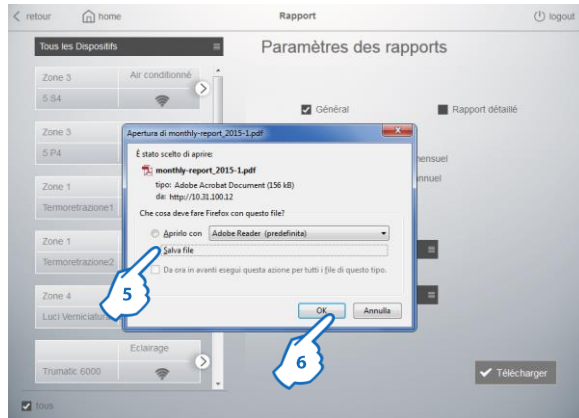 retour
home
Rapport
logout
Tous les Dispositifs
Paramètres des rapports
Zone 3
Air conditionné
5 S4
Général
Rapport détaillé
Zone 3
5 P4
Zone 1
Termoretrazione1
Zone 1
Termoretrazione2
Zone 4
Eclairage
Trumatic 6000
Apertura di monthly-report_2015-1.pdf
È stato scelto di aprire:
monthly-report_2015-1.pdf
tipo: Adobe Acrobat Document (156 kB)
da: http://10.31.100.12
Che cosa deve fare Firefox con questo file?
Aprirlo con
Adobe Reader (predefinita)
Salva file
Da ora in avanti esegui questa azione per tutti i file di questo tipo.
OK
Annulla
5
6
Télécharger
tous